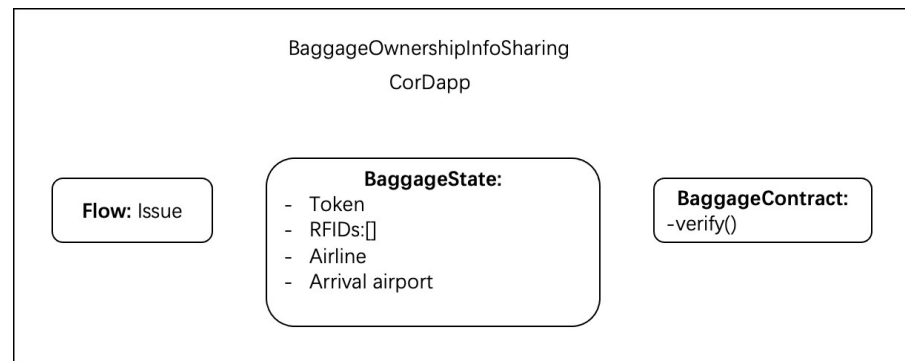 BaggageOwnershipInfoSharing
CorDapp
Flow: Issue
BaggageState:
- Token
- RFIDs:[]
- Airline
- Arrival airport
BaggageContract:
-verify()